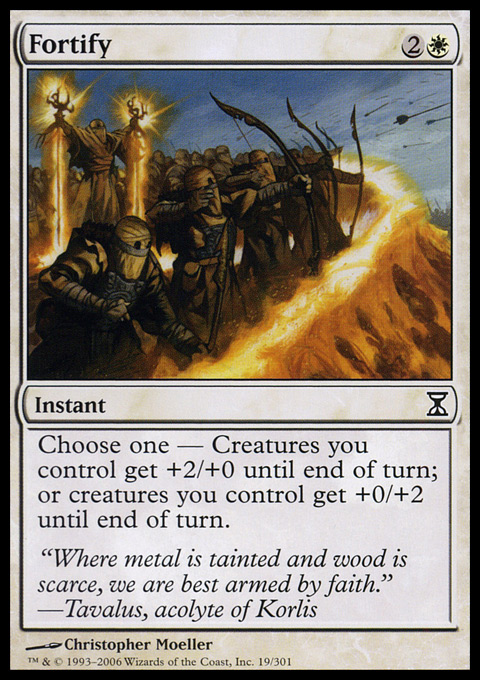 Fortify 2
Instant
Choose one — Creatures you
control get +2/+0 until end of turn;
or creatures you control get +0/+2
until end of turn.
“Where metal is tainted and wood is
scarce, we are best armed by faith.”
—Tavalus, acolyte of Korlis
Christopher Moeller
™ & © 1993–2006 Wizards of the Coast, Inc. 19/301